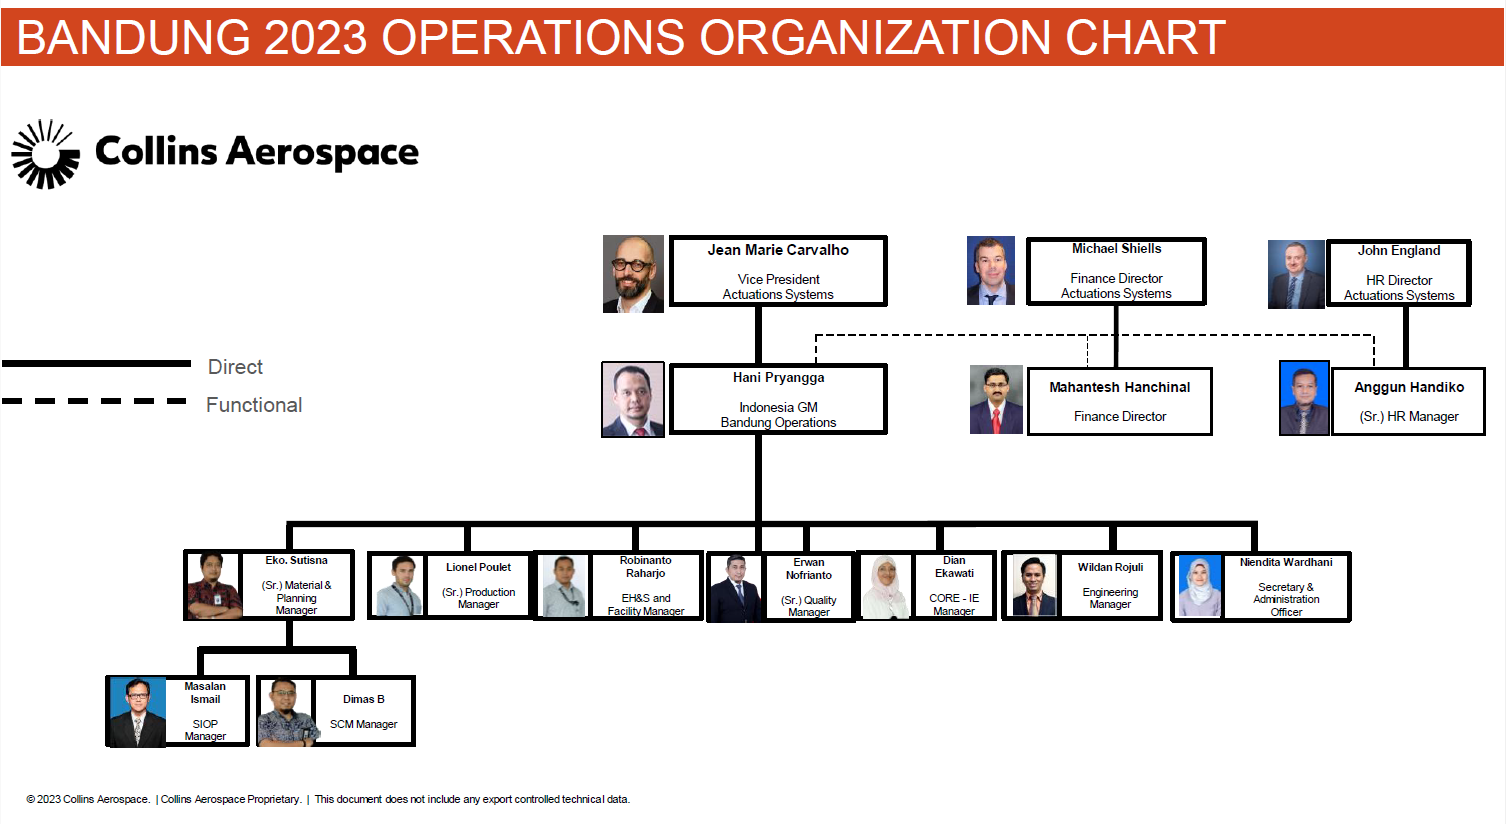 BANDUNG 2023 OPERATIONS ORGANIZATION CHART
Collins Aerospace
Jean Marie Carvalho
Vice President
Actuations Systems
Michael Shiells
Finance Director
Actuations Systems
John England
HR Director
Actuations Systems
Direct
Functional
Hani Pryangga
Indonesia GM
Bandung Operations
Mahantesh Hanchinal
Finance Director
Anggun Handiko
(Sr.) HR Manager
Eko. Sutisna
(Sr.) Material &
Planning
Manager
Lionel Poulet
(Sr.) Production
Manager
Robinanto
Raharjo
EH&S and
Facility Manager
Erwan
Nofrianto
(Sr.) Quality
Manager
Dian
Ekawati
CORE - IE
Manager
Wildan Rojuli
Engineering
Manager
Niendita Wardhani
Secretary &
Administration
Officer
Masalan
Ismail
SIOP
Manager
Dimas B
SCM Manager
© 2023 Collins Aerospace. | Collins Aerospace Proprietary. | This document does not include any export controlled technical data.